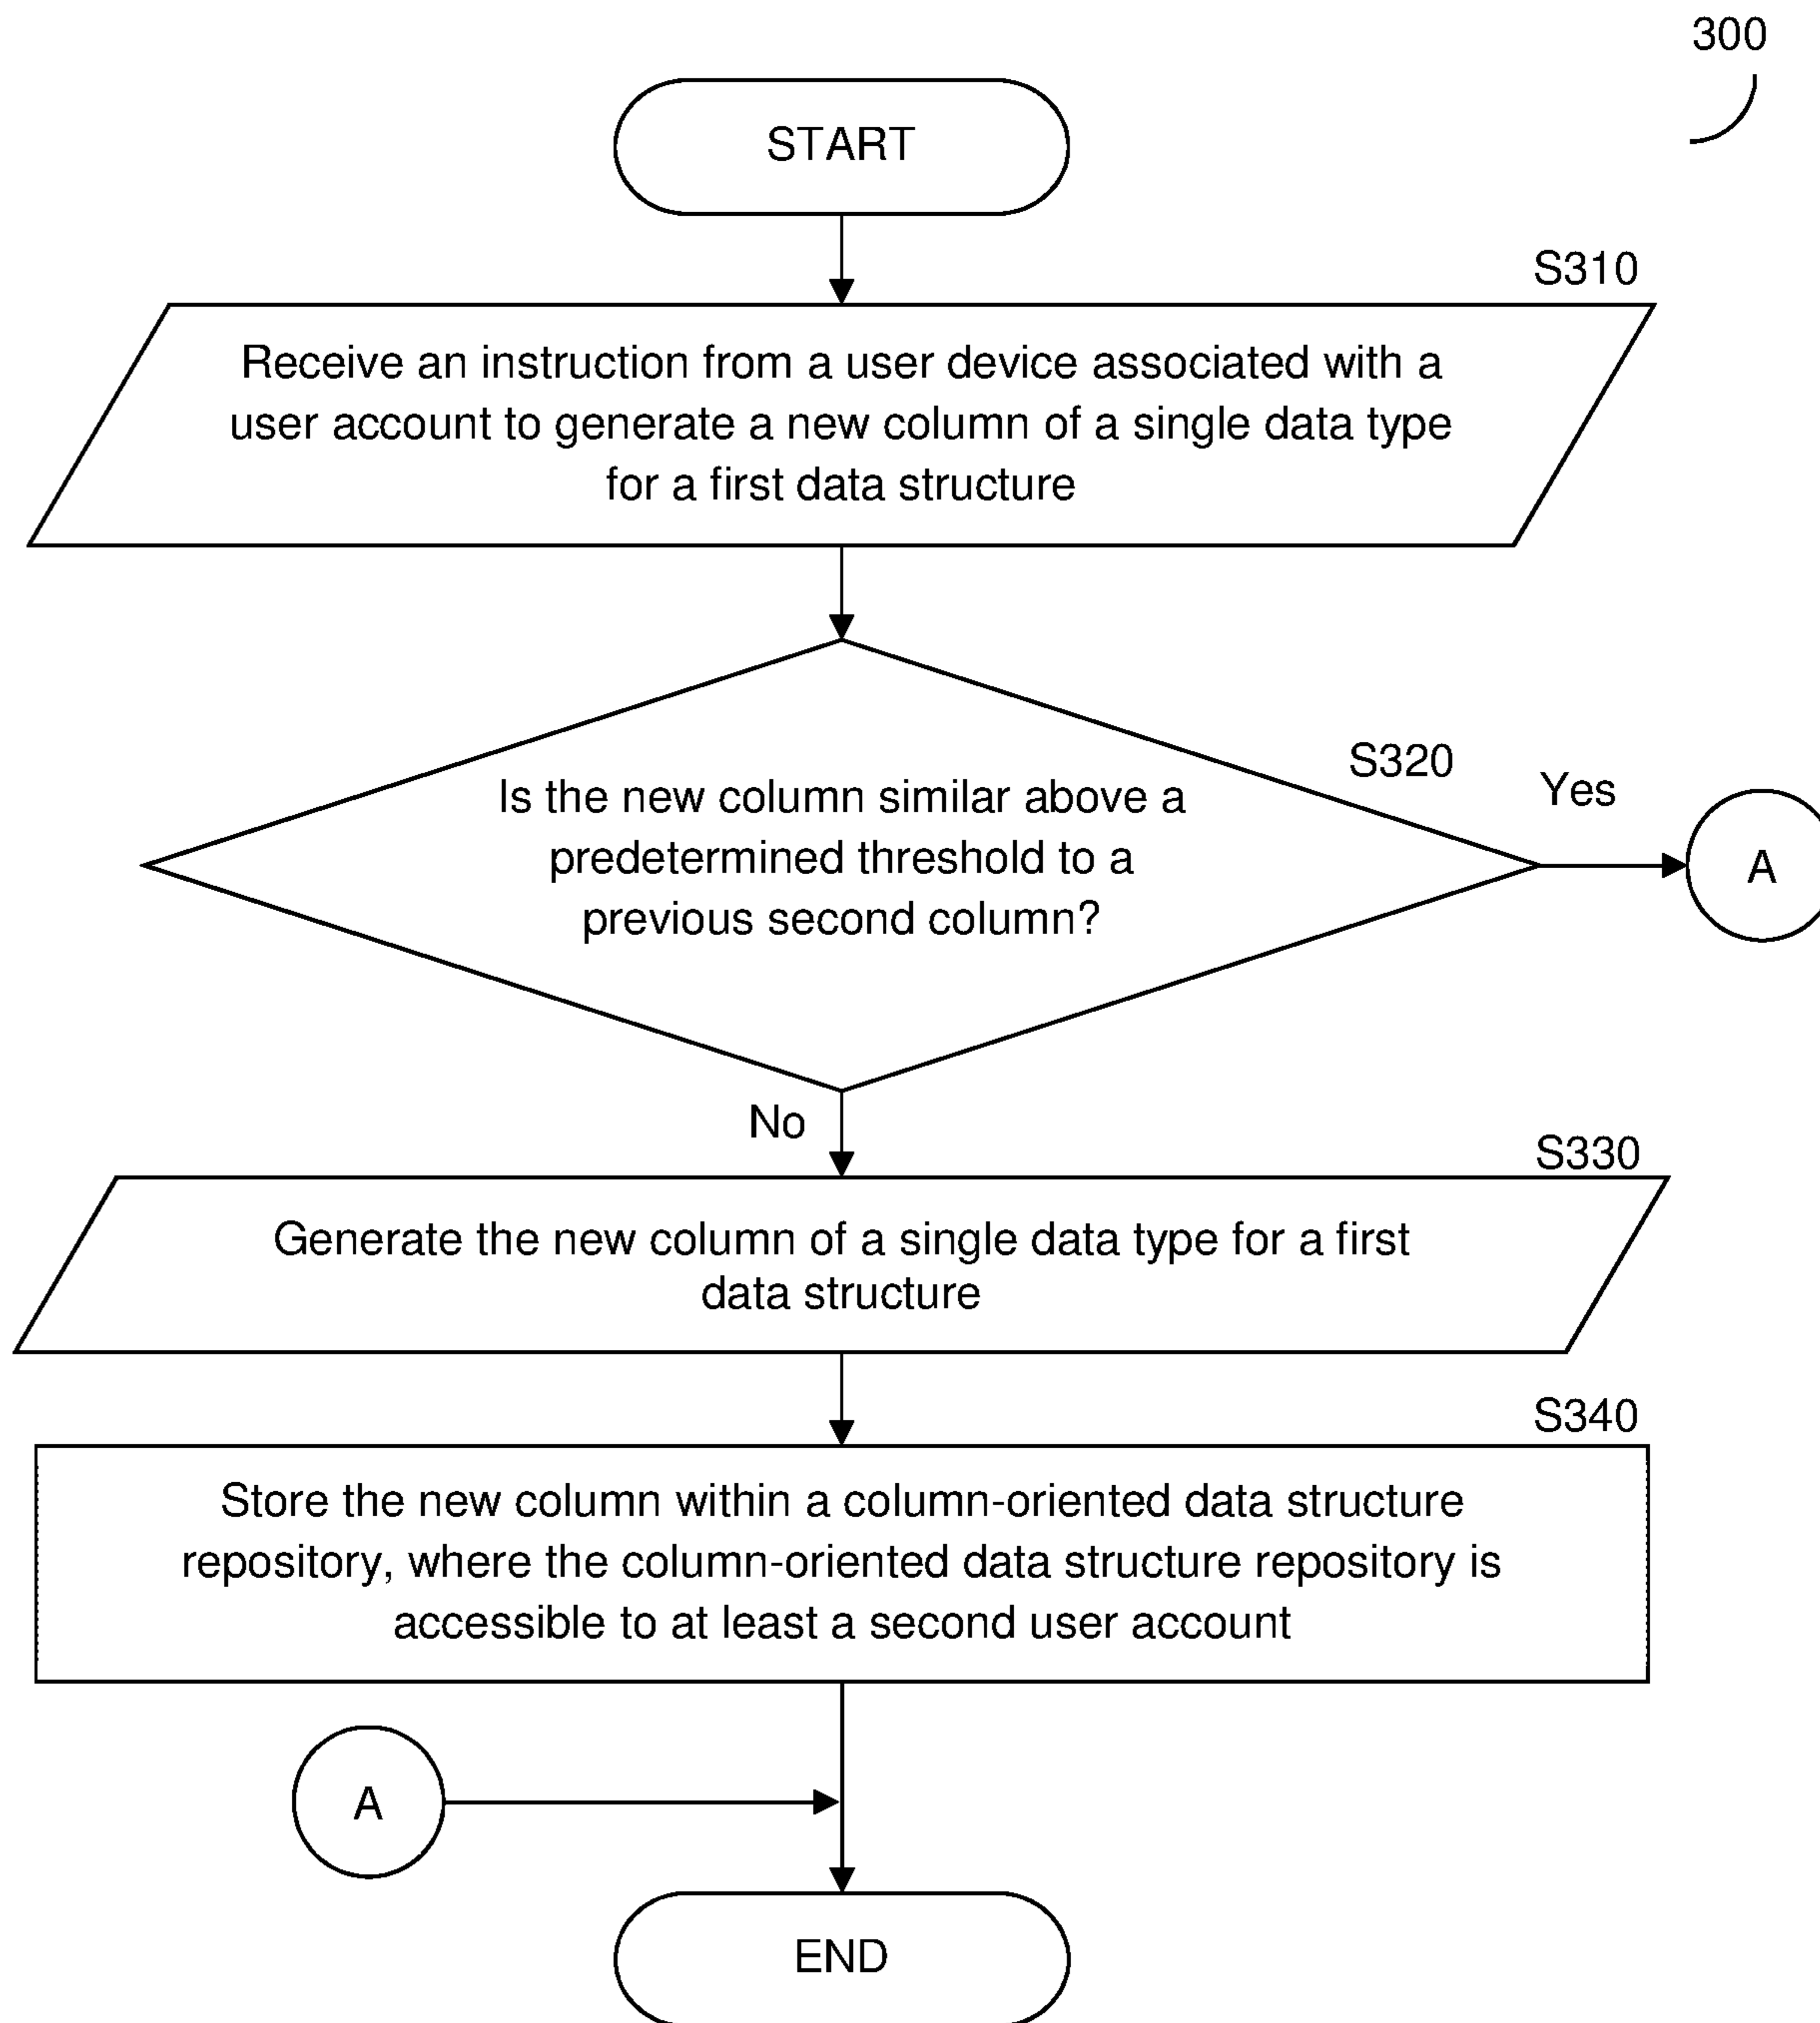 300
START
S310
Receive an instruction from a user device associated with a
user account to generate a new column of a single data type
for a first data structure
S320
Is the new column similar above a
predetermined threshold to a
previous second column?
Yes
A
No
S330
Generate the new column of a single data type for a first
data structure
S340
Store the new column within a column-oriented data structure
repository, where the column-oriented data structure repository is
accessible to at least a second user account
A
END